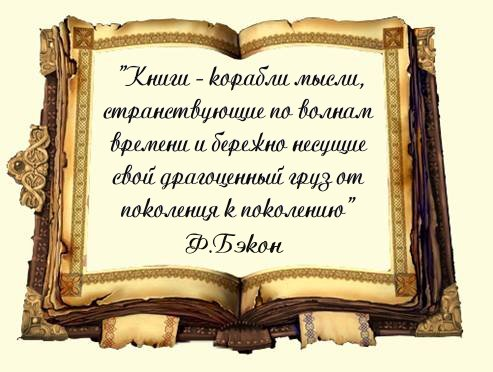 "Книги - корабли мысли,
странствующие по волнам
времени и бережно несущие
свой драгоценный груз от
поколения к поколению"
Ф.Бэкон